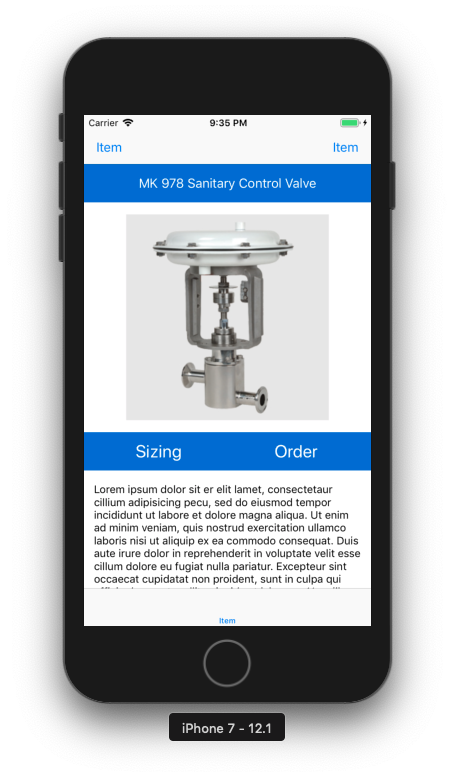 Carrier 9:35 PM
Item Item
MK 978 Sanitary Control Valve
Sizing Order
Lorem ipsum dolor sit er elit lamet, consectetaur
cillium adipisicing pecu, sed do eiusmod tempor
incididunt ut labore et dolore magna aliqua. Ut enim
ad minim veniam, quis nostrud exercitation ullamco
laboris nisi ut aliquip ex ea commodo consequat. Duis
aute irure dolor in reprehenderit in voluptate velit esse
cillum dolore eu fugiat nulla pariatur. Excepteur sint
occaecat cupidatat non proident, sunt in culpa qui
Item
iPhone 7 - 12.1